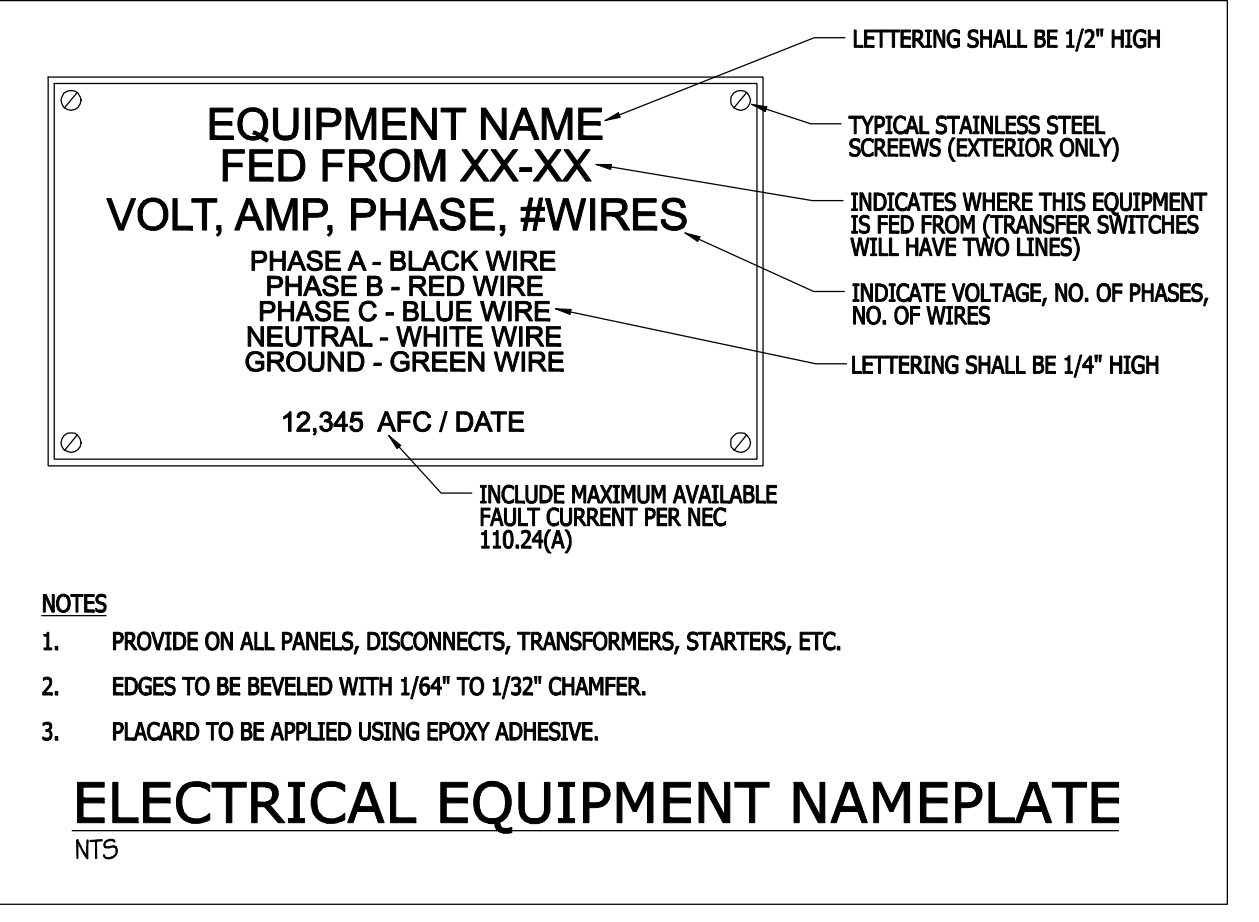 LETTERING SHALL BE 1/2" HIGH
EQUIPMENT NAME
FED FROM XX-XX
VOLT, AMP, PHASE, #WIRES
PHASE A - BLACK WIRE
PHASE B - RED WIRE
PHASE C - BLUE WIRE
NEUTRAL - WHITE WIRE
GROUND - GREEN WIRE
12,345 AFC / DATE
TYPICAL STAINLESS STEEL
SCREEWS (EXTERIOR ONLY)
INDICATES WHERE THIS EQUIPMENT
IS FED FROM (TRANSFER SWITCHES
WILL HAVE TWO LINES)
INDICATE VOLTAGE, NO. OF PHASES,
NO. OF WIRES
LETTERING SHALL BE 1/4" HIGH
INCLUDE MAXIMUM AVAILABLE
FAULT CURRENT PER NEC
110.24(A)
NOTES
1. PROVIDE ON ALL PANELS, DISCONNECTS, TRANSFORMERS, STARTERS, ETC.
2. EDGES TO BE BEVELED WITH 1/64" TO 1/32" CHAMFER.
3. PLACARD TO BE APPLIED USING EPOXY ADHESIVE.
ELECTRICAL EQUIPMENT NAMEPLATE
NTS